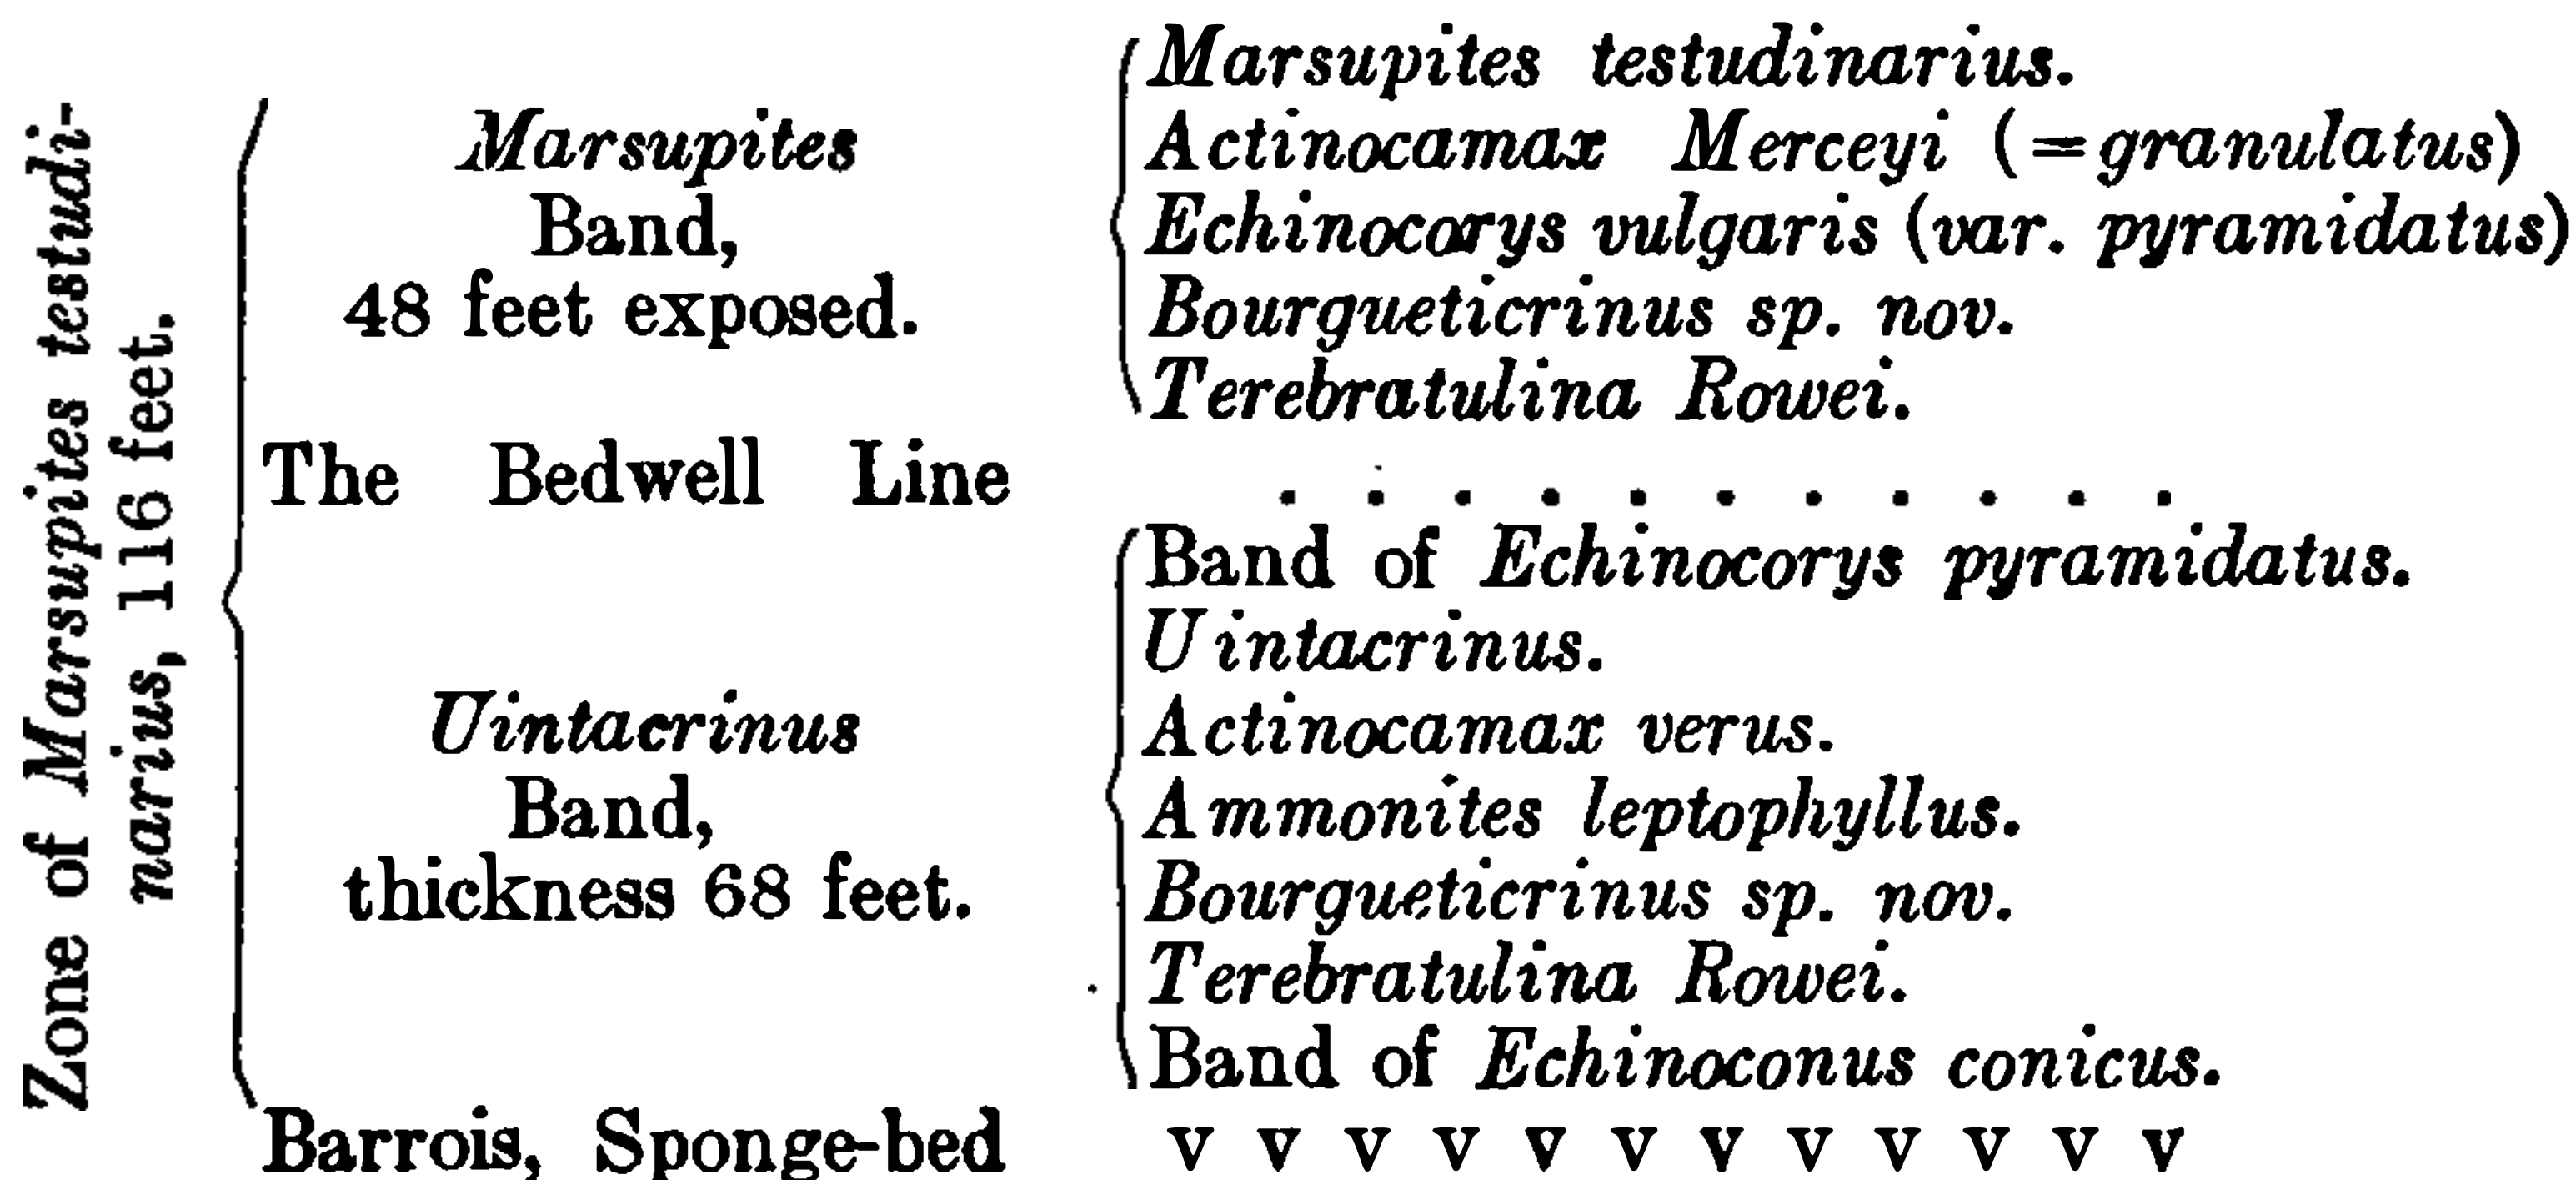 Zone of Marsupites testudi-
narius, 116 feet.
Marsupites
Band,
48 feet exposed.
Marsupites testudinarius.
Actinocamax Merceyi (=granulatus)
Echinocorys vulgaris (var. pyramidatus)
Bourgueticrinus sp. nov.
Terebratulina Rowei.
The Bedwell Line . . . . . . . . . . .
Uintacrinus
Band,
thickness 68 feet.
Band of Echinocorys pyramidatus.
Uintacrinus.
Actinocamax verus.
Ammonites leptophyllus.
Bourgueticrinus sp. nov.
Terebratulina Rowei.
Band of Echinoconus conicus.
Barrois, Sponge-bed v v v v v v v v v v v v